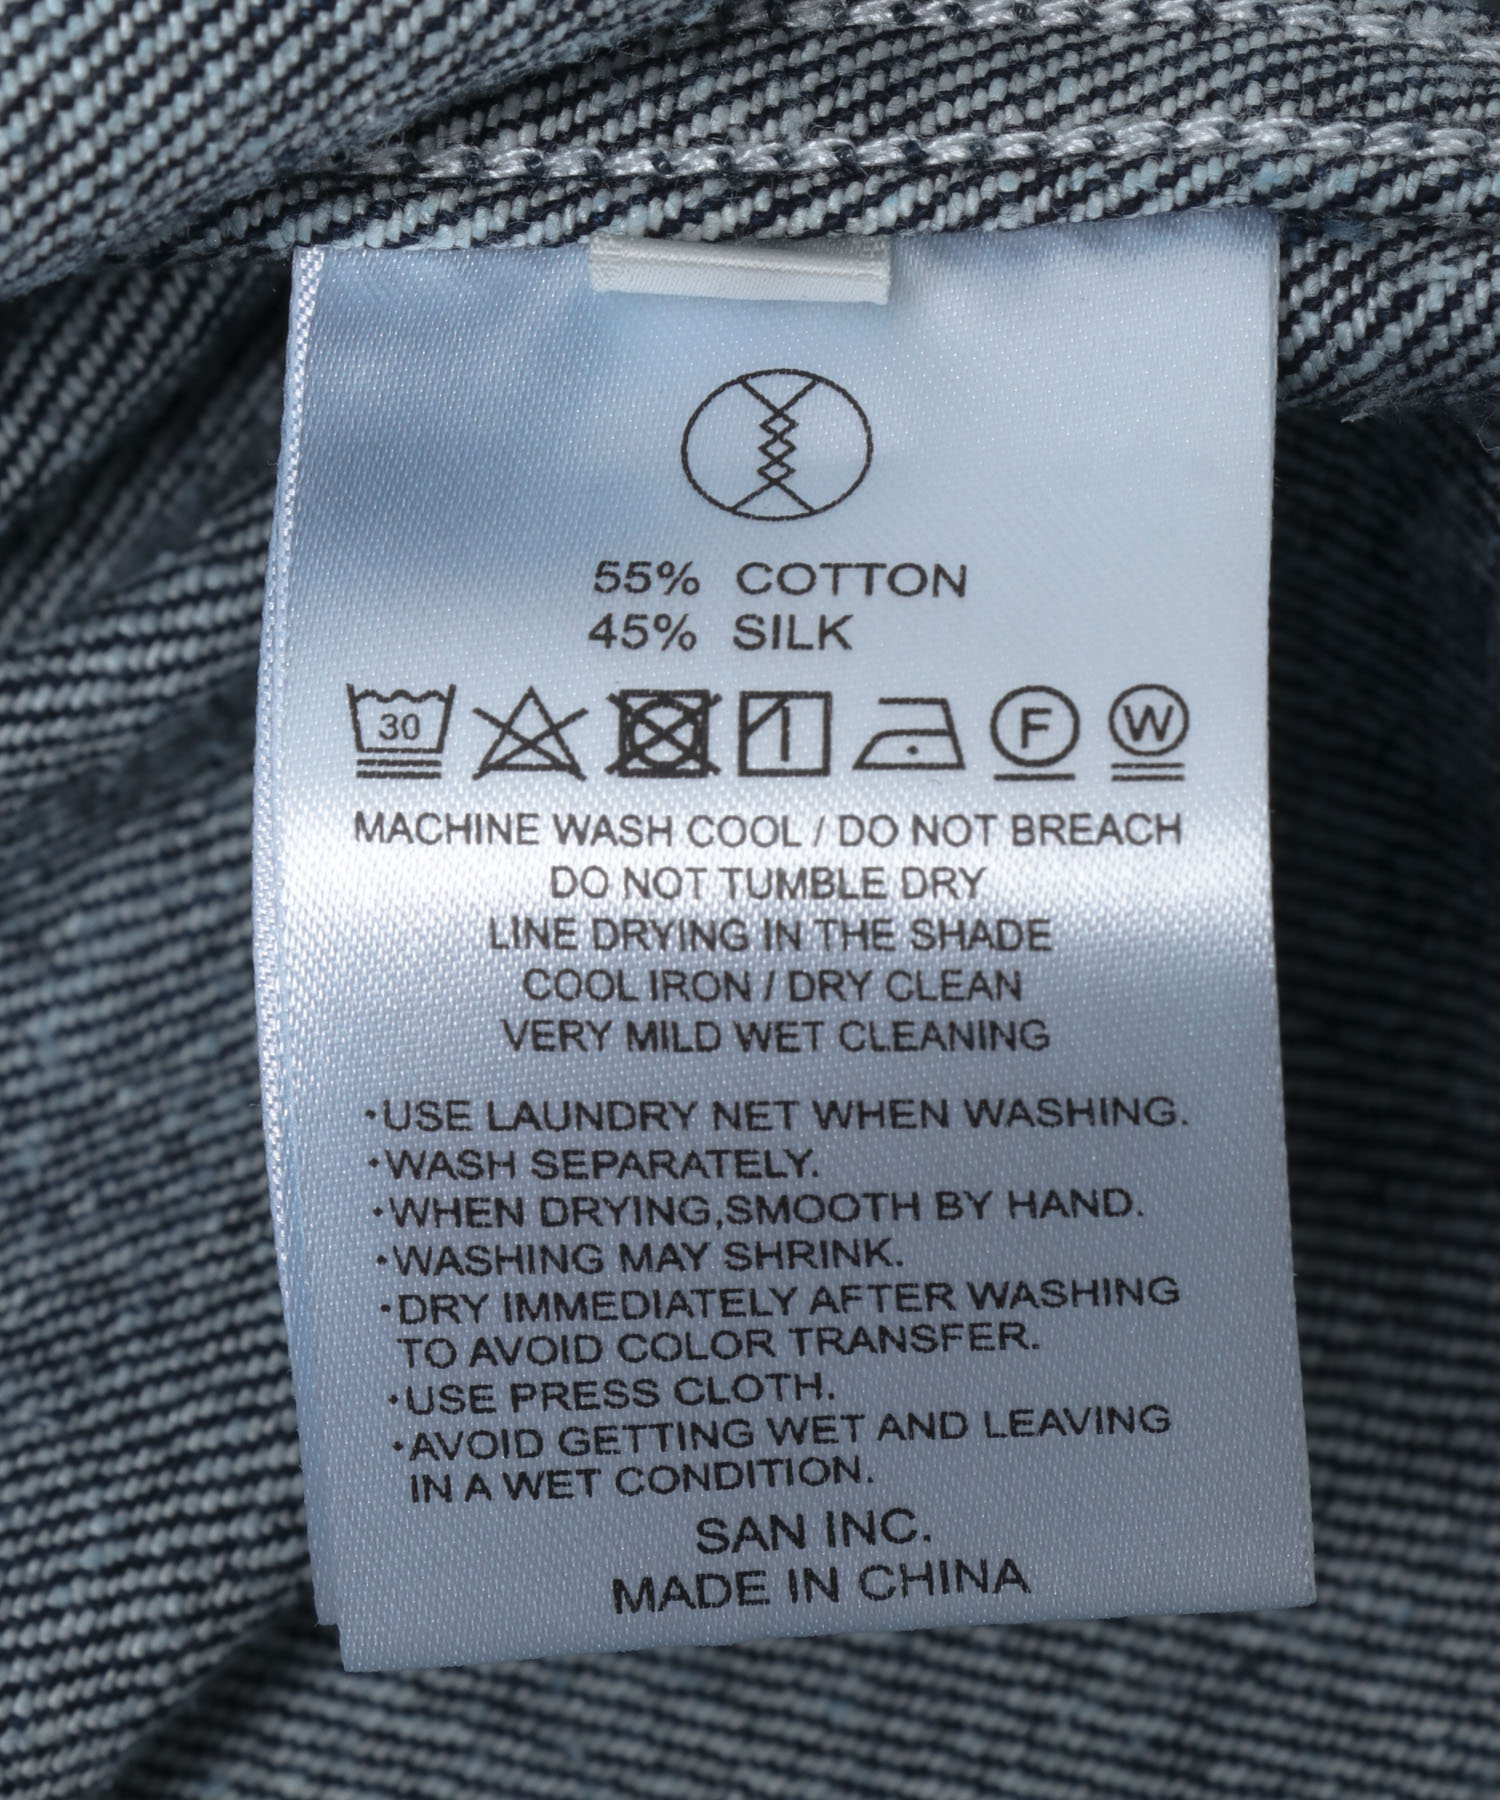 55% COTTON
45% SILK
30 F W
MACHINE WASH COOL / DO NOT BREACH
DO NOT TUMBLE DRY
LINE DRYING IN THE SHADE
COOL IRON / DRY CLEAN
VERY MILD WET CLEANING
•USE LAUNDRY NET WHEN WASHING.
•WASH SEPARATELY.
•WHEN DRYING,SMOOTH BY HAND.
•WASHING MAY SHRINK.
•DRY IMMEDIATELY AFTER WASHING
TO AVOID COLOR TRANSFER.
•USE PRESS CLOTH.
•AVOID GETTING WET AND LEAVING
IN A WET CONDITION.
SAN INC.
MADE IN CHINA